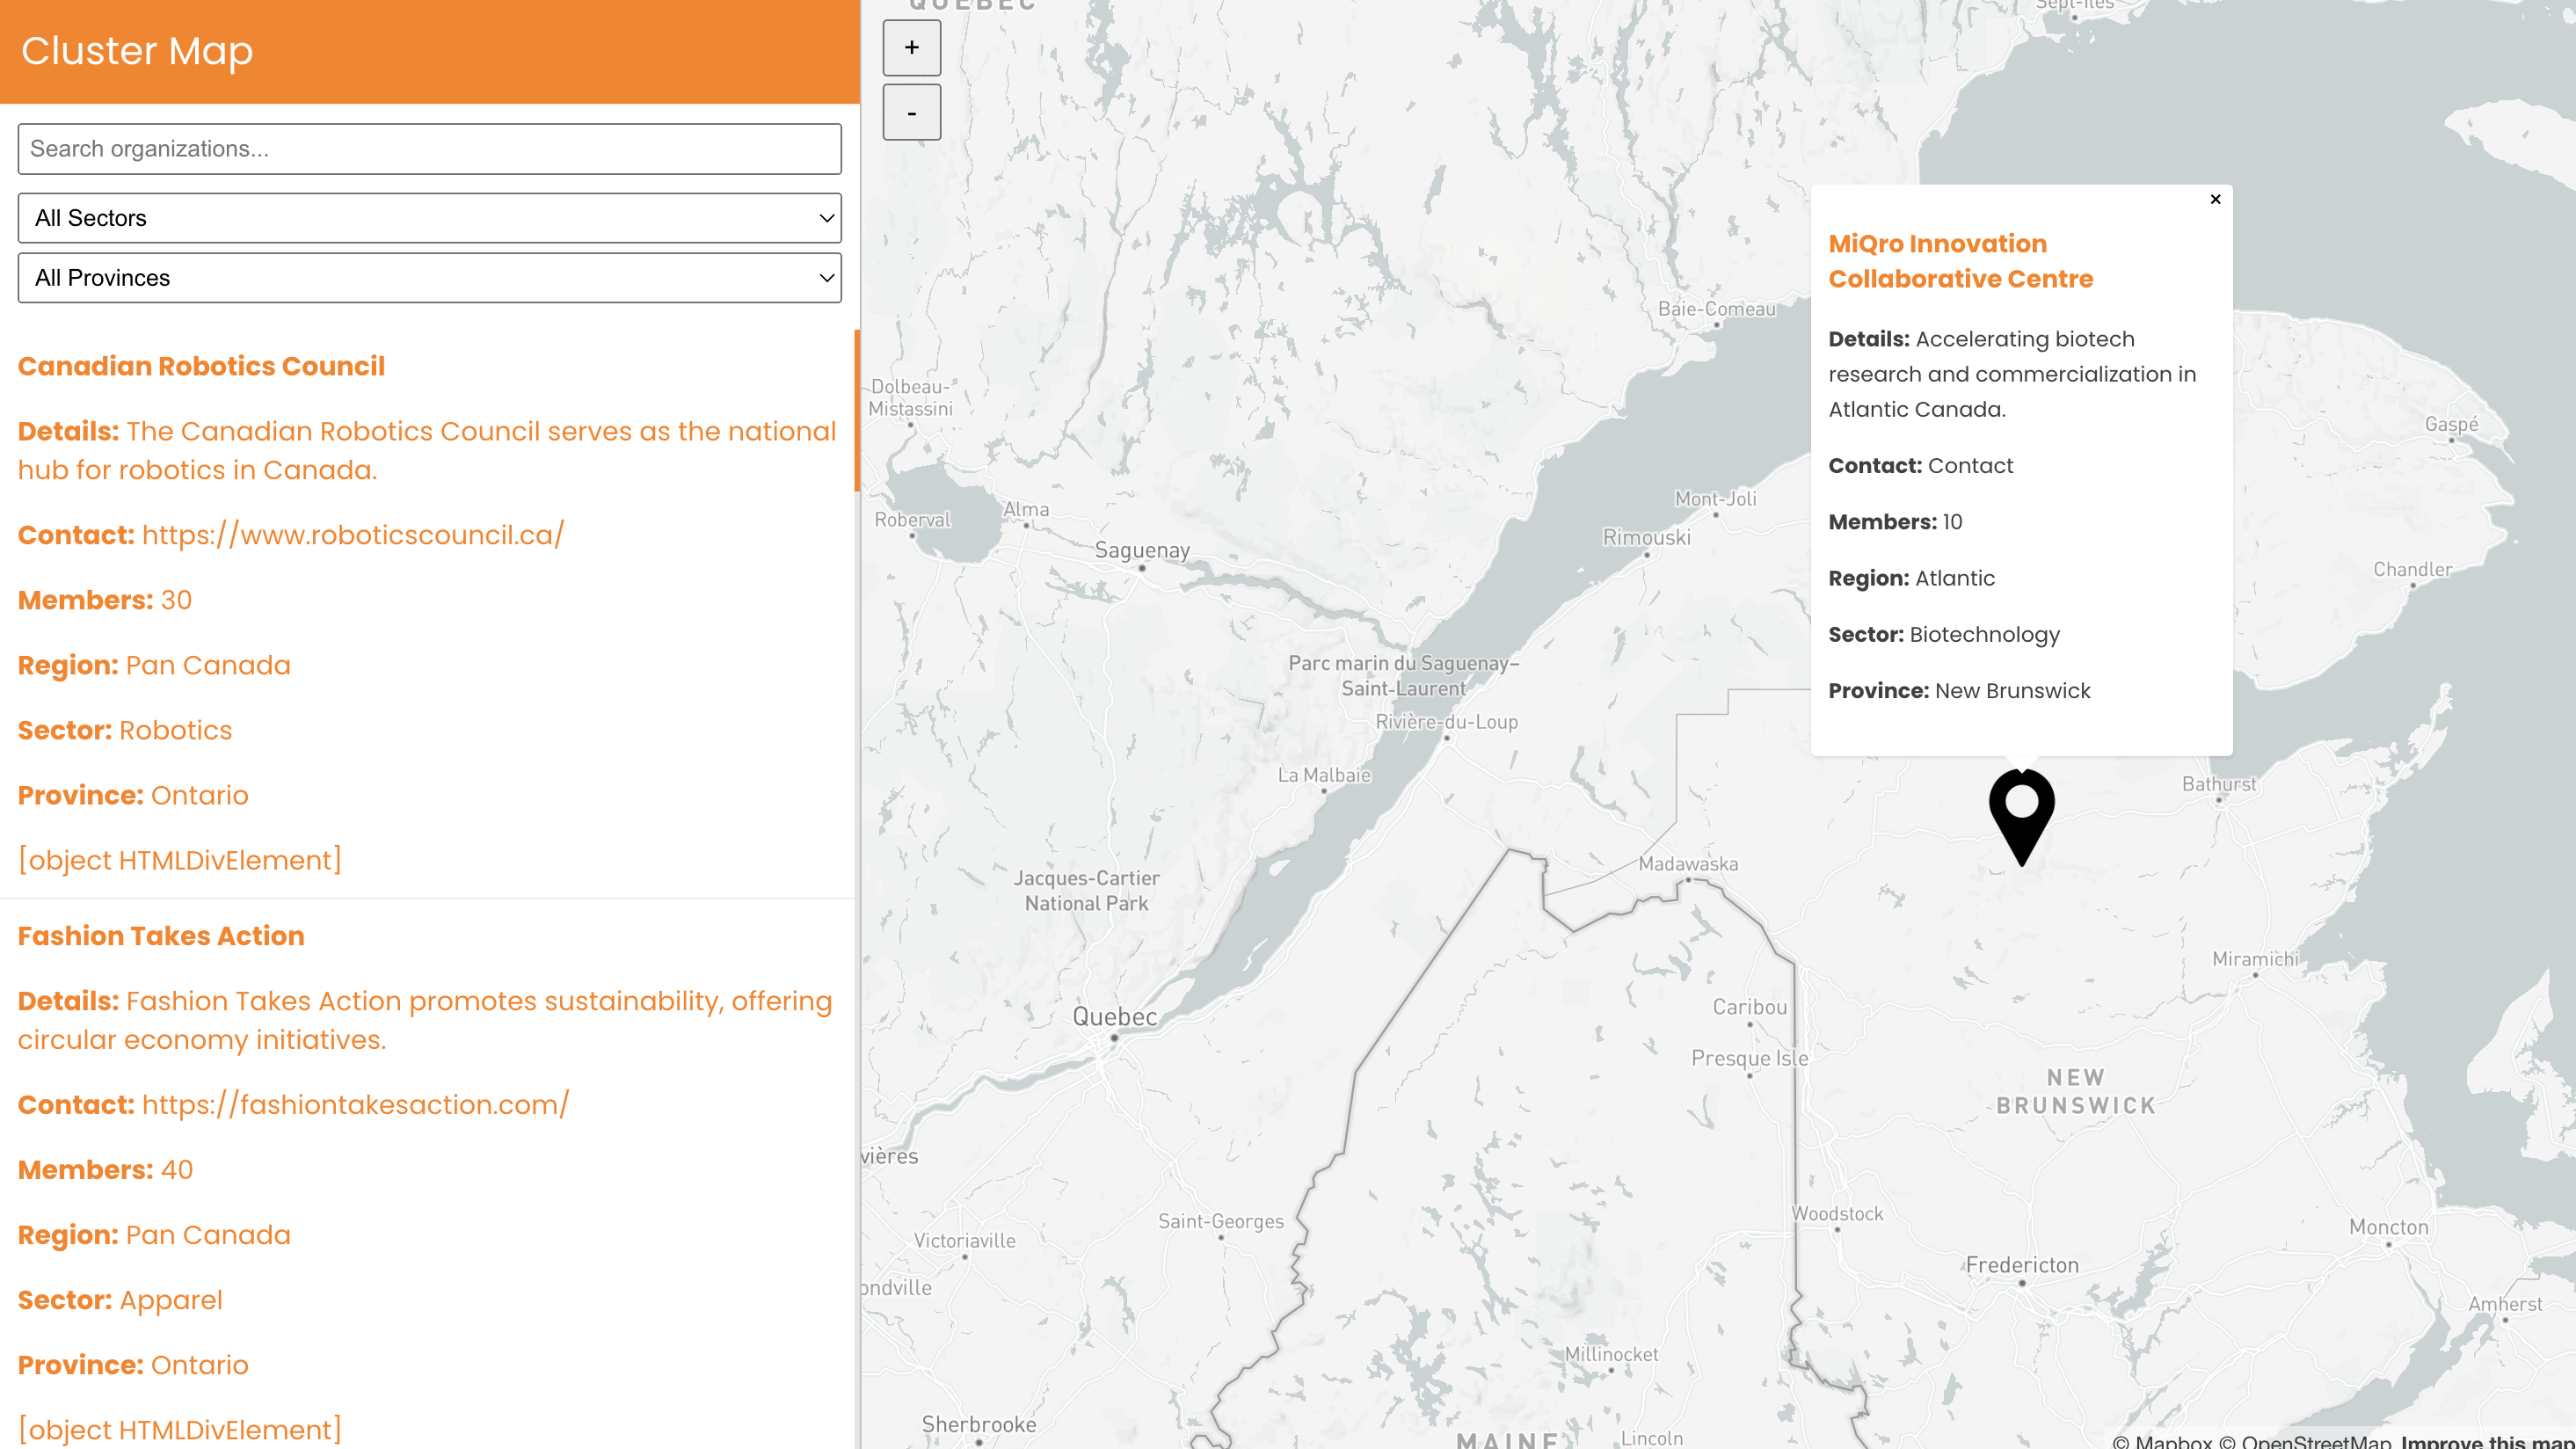 Cluster Map
Search organizations...
All Sectors
All Provinces
Canadian Robotics Council
Details: The Canadian Robotics Council serves as the national
hub for robotics in Canada.
Contact: https://www.roboticscouncil.ca/
Members: 30
Region: Pan Canada
Sector: Robotics
Province: Ontario
[object HTMLDivElement]
Fashion Takes Action
Details: Fashion Takes Action promotes sustainability, offering
circular economy initiatives.
Contact: https://fashiontakesaction.com/
Members: 40
Region: Pan Canada
Sector: Apparel
Province: Ontario
[object HTMLDivElement]
+
-
QUEBEC
Sept-Îles
Baie-Comeau
Dolbeau-
Mistassini
Gaspé
Mont-Joli
Alma
Roberval
Rimouski
Saguenay
Chandler
Parc marin du Saguenay–
Saint-Laurent
Rivière-du-Loup
La Malbaie
Bathurst
Madawaska
Jacques-Cartier
National Park
Miramichi
Caribou
Quebec
Presque Isle
NEW
BRUNSWICK
vières
Woodstock
Saint-Georges
Moncton
Victoriaville
Fredericton
ondville
Amherst
Millinocket
Sherbrooke
MAINE
Lincoln
×
MiQro Innovation
Collaborative Centre
Details: Accelerating biotech
research and commercialization in
Atlantic Canada.
Contact: Contact
Members: 10
Region: Atlantic
Sector: Biotechnology
Province: New Brunswick
© Mapbox © OpenStreetMap Improve this map